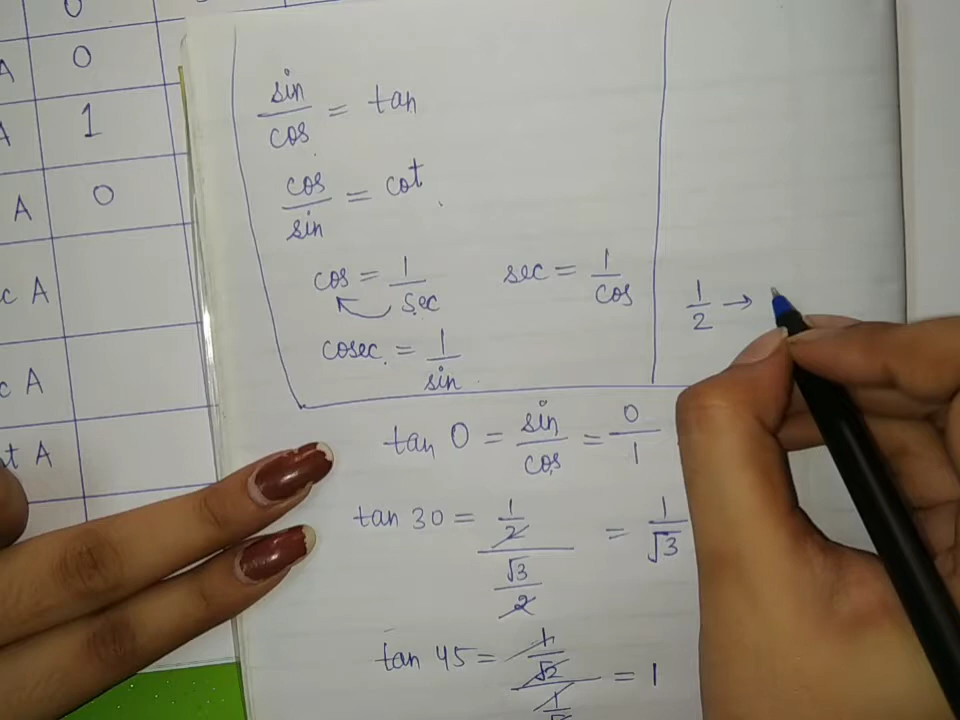 0
A 0
A 1
A 0
c A
c A
t A
sin/cos = tan
cos/sin = cot
cos = 1/sec
sec = 1/cos
cosec = 1/sin
1/2 →
tan 0 = sin/cos = 0/1
tan 30 = 1/2 / √3/2 = 1/√3
tan 45 = 1/√2 / 1/ = 1